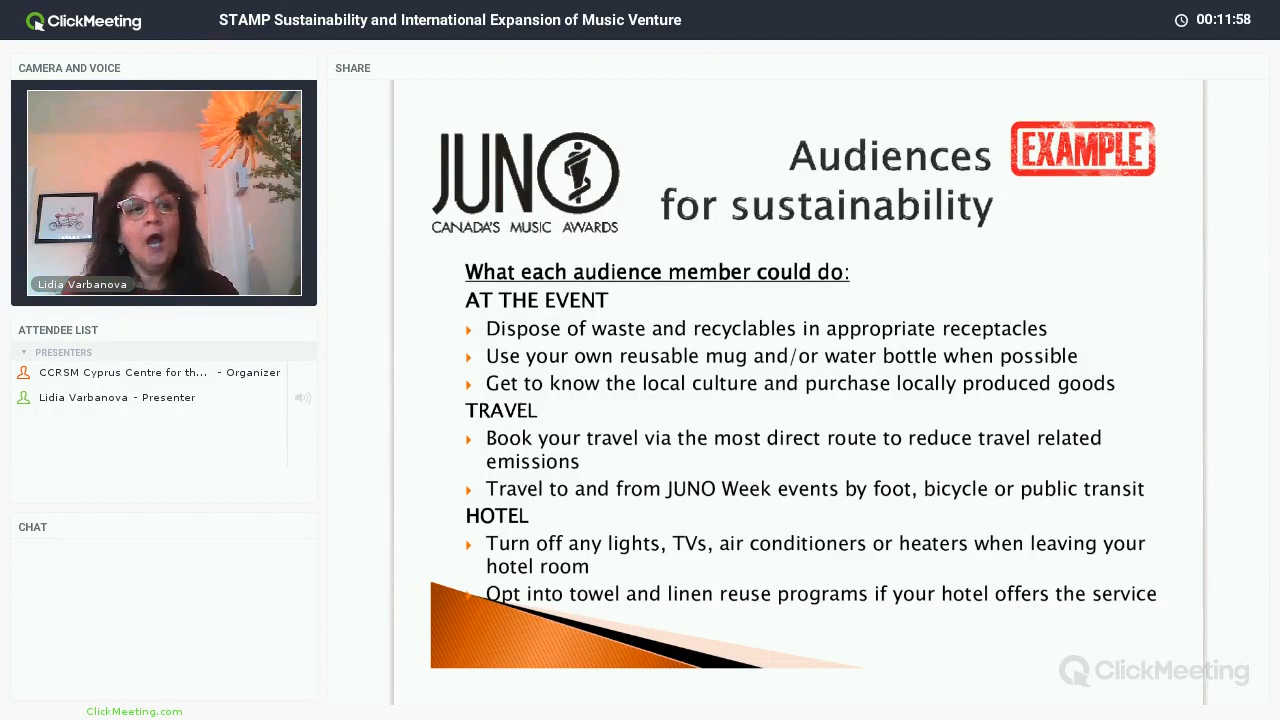 ClickMeeting
STAMP Sustainability and International Expansion of Music Venture
00:11:58
CAMERA AND VOICE
Lidia Varbanova
ATTENDEE LIST
PRESENTERS
CCRSM Cyprus Centre for th... - Organizer
Lidia Varbanova - Presenter
CHAT
ClickMeeting.com
SHARE
JUNO
CANADA'S MUSIC AWARDS
Audiences
for sustainability
EXAMPLE
What each audience member could do:
AT THE EVENT
Dispose of waste and recyclables in appropriate receptacles
Use your own reusable mug and/or water bottle when possible
Get to know the local culture and purchase locally produced goods
TRAVEL
Book your travel via the most direct route to reduce travel related
emissions
Travel to and from JUNO Week events by foot, bicycle or public transit
HOTEL
Turn off any lights, TVs, air conditioners or heaters when leaving your
hotel room
Opt into towel and linen reuse programs if your hotel offers the service
ClickMeeting